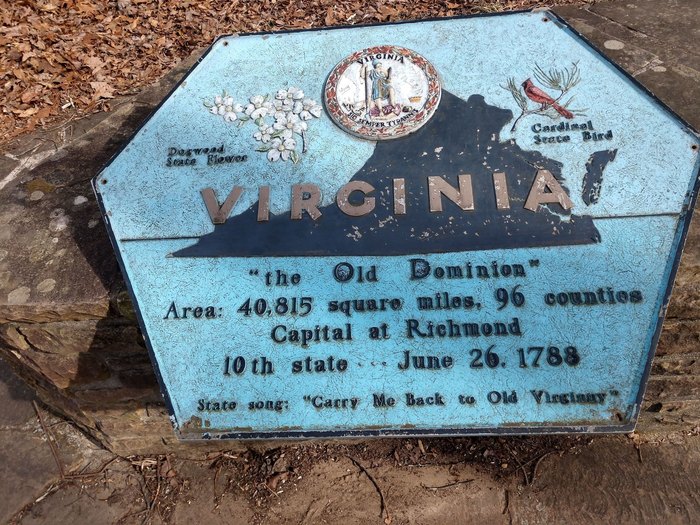 VIRGINIA
SEMPER TYRANNIS
Dogwood
State Flower
Cardinal
State Bird
VIRGINIA
"the Old Dominion"
Area: 40,815 square miles, 96 counties
Capital at Richmond
10th state --- June 26, 1788
State song: "Carry Me Back to Old Virginny"